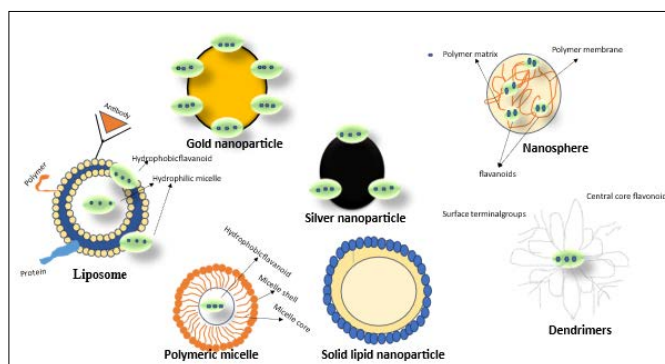 Gold nanoparticle
Antibody
Polymer
Hydrophobicflavanoid
Hydrophilic micelle
Protein
Liposome
Silver nanoparticle
Polymer matrix
Polymer membrane
Nanosphere
flavanoids
Hydrophobicflavanoid
Micelle shell
Micelle core
Polymeric micelle
Solid lipid nanoparticle
Central core flavonoid
Surface terminalgroups
Dendrimers